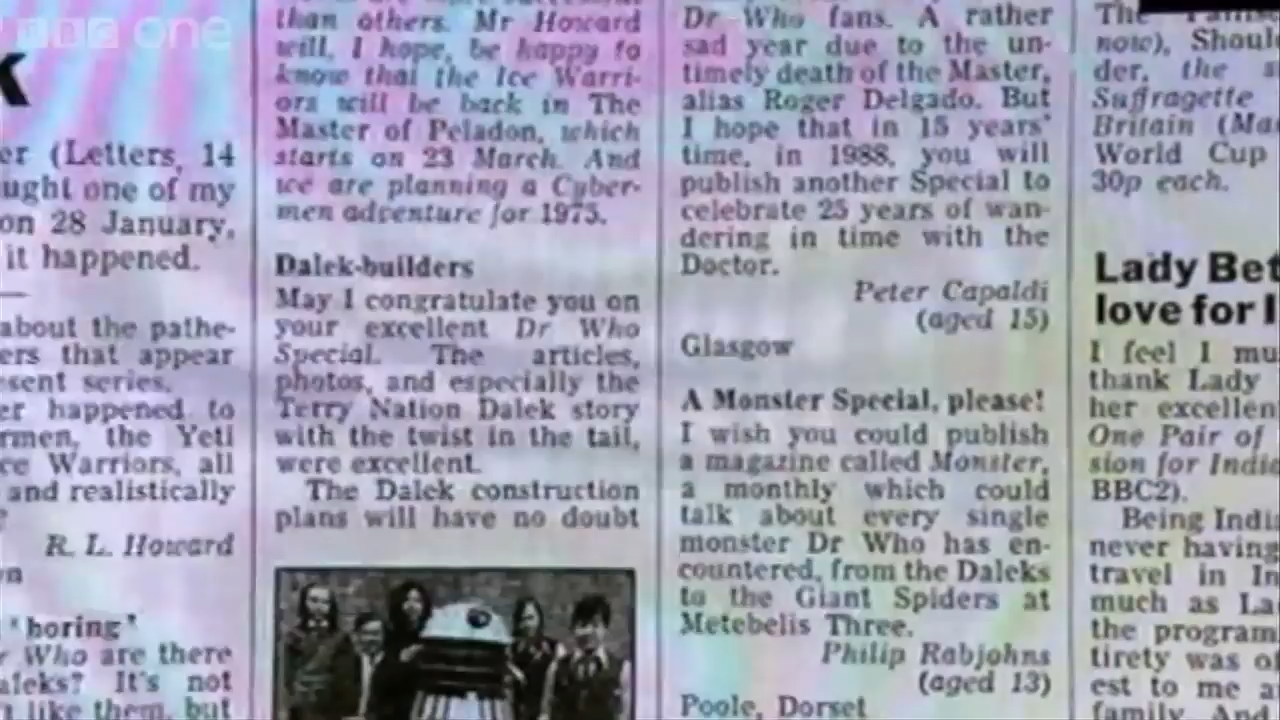 BBC one
than others. Mr Howard
will, I hope, be happy to
know that the Ice Warri-
ors will be back in The
Master of Peladon, which
starts on 23 March. And
we are planning a Cyber-
men adventure for 1975.
Dalek-builders
May I congratulate you on
your excellent Dr Who
Special. The articles,
photos, and especially the
Terry Nation Dalek story
with the twist in the tail,
were excellent.
The Dalek construction
plans will have no doubt
Dr Who fans. A rather
sad year due to the un-
timely death of the Master,
alias Roger Delgado. But
I hope that in 15 years'
time, in 1988, you will
publish another Special to
celebrate 25 years of wan-
dering in time with the
Doctor.
Peter Capaldi
(aged 15)
Glasgow
A Monster Special, please!
I wish you could publish
a magazine called Monster,
a monthly which could
talk about every single
monster Dr Who has en-
countered, from the Daleks
to the Giant Spiders at
Metebelis Three.
Philip Rabjohns
(aged 13)
Poole, Dorset
er (Letters, 14
ught one of my
on 28 January,
it happened.
about the pathe-
ers that appear
sent series.
er happened to
rmen, the Yeti
ce Warriors, all
and realistically
R. L. Howard
'boring'
Who are there
aleks? It's not
like them, but
The
now), Shoul
der, the s
Suffragette
Britain (Ma
World Cup
30p each.
Lady Bet
love for I
I feel I mu
thank Lady
her excellen
One Pair of
sion for Indi
BBC2).
Being Indi
never having
travel in In
much as La
the program
tirety was o
est to me a
family. And